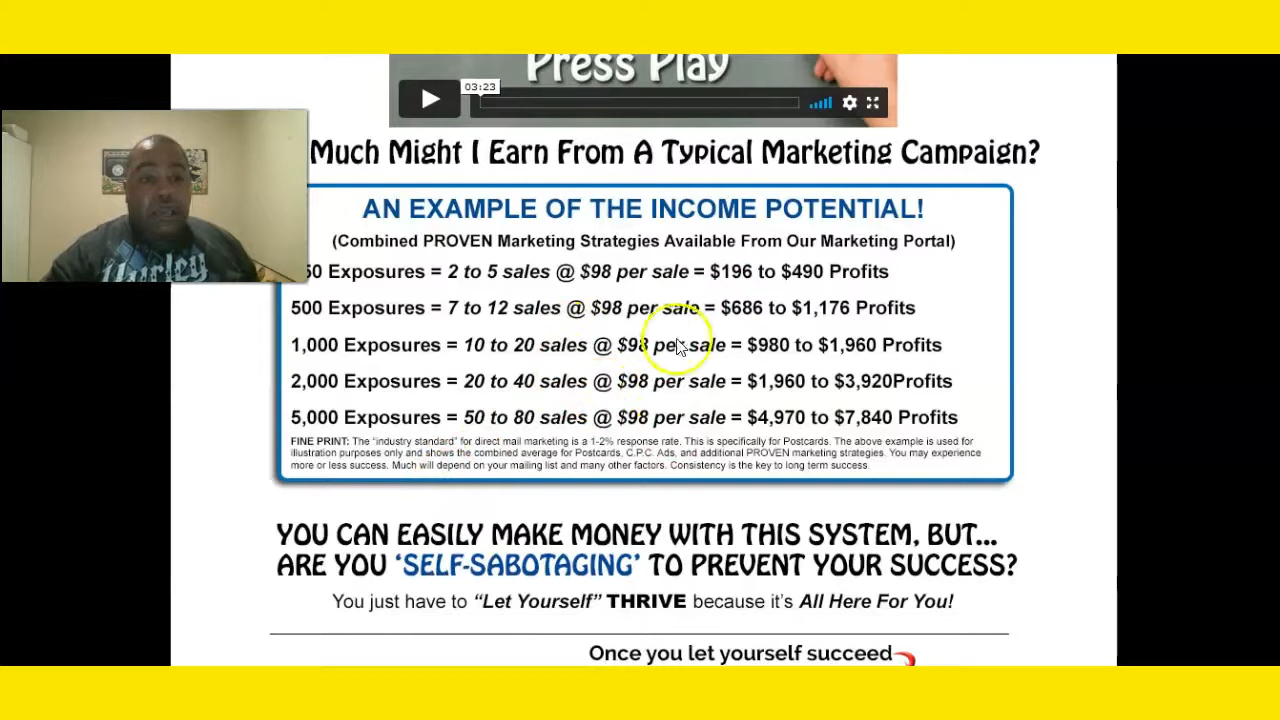 Press Play
03:23
Much Might I Earn From A Typical Marketing Campaign?
AN EXAMPLE OF THE INCOME POTENTIAL!
(Combined PROVEN Marketing Strategies Available From Our Marketing Portal)
50 Exposures = 2 to 5 sales @ $98 per sale = $196 to $490 Profits
500 Exposures = 7 to 12 sales @ $98 per sale = $686 to $1,176 Profits
1,000 Exposures = 10 to 20 sales @ $98 per sale = $980 to $1,960 Profits
2,000 Exposures = 20 to 40 sales @ $98 per sale = $1,960 to $3,920Profits
5,000 Exposures = 50 to 80 sales @ $98 per sale = $4,970 to $7,840 Profits
FINE PRINT: The "industry standard" for direct mail marketing is a 1-2% response rate. This is specifically for Postcards. The above example is used for
illustration purposes only and shows the combined average for Postcards, C.P.C. Ads, and additional PROVEN marketing strategies. You may experience
more or less success. Much will depend on your mailing list and many other factors. Consistency is the key to long term success.
YOU CAN EASILY MAKE MONEY WITH THIS SYSTEM, BUT...
ARE YOU ‘SELF-SABOTAGING’ TO PREVENT YOUR SUCCESS?
You just have to “Let Yourself” THRIVE because it's All Here For You!
Once you let yourself succeed
Hurley